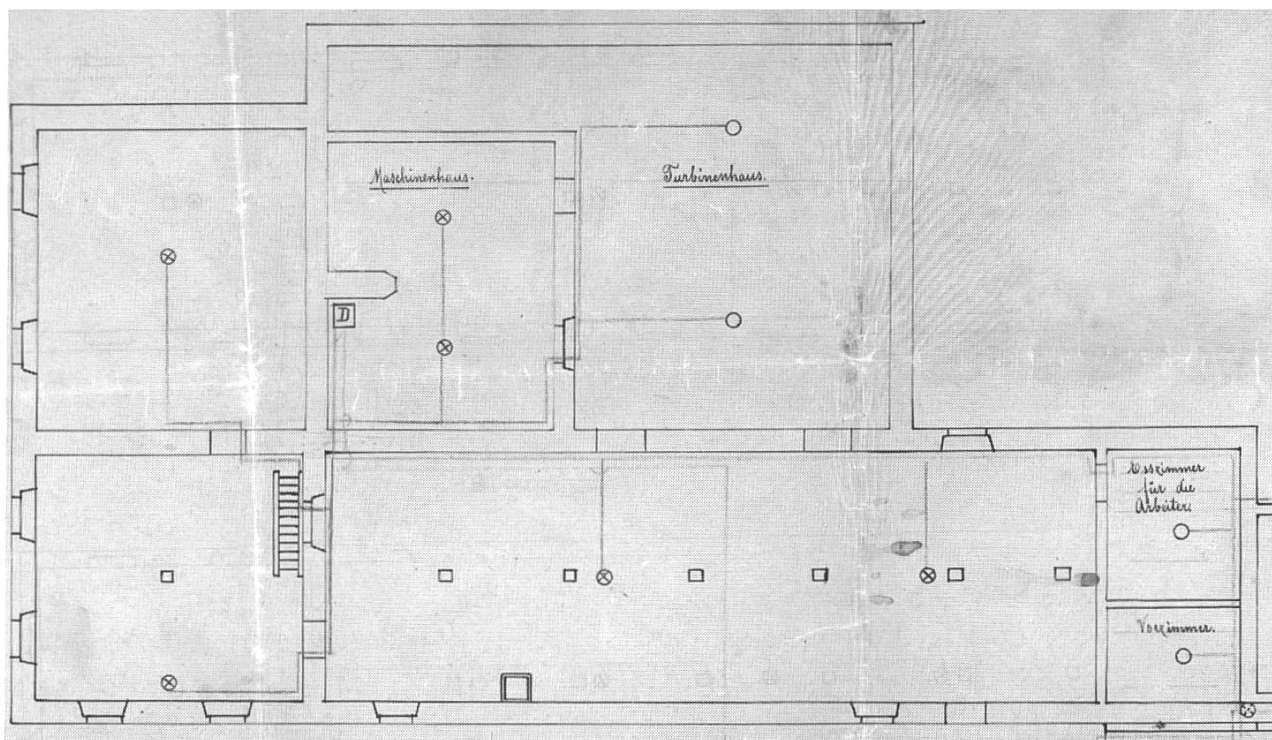 Maschinenhaus.
Turbinenhaus.
D
Esszimmer
für die
Arbeiter.
Vorzimmer.